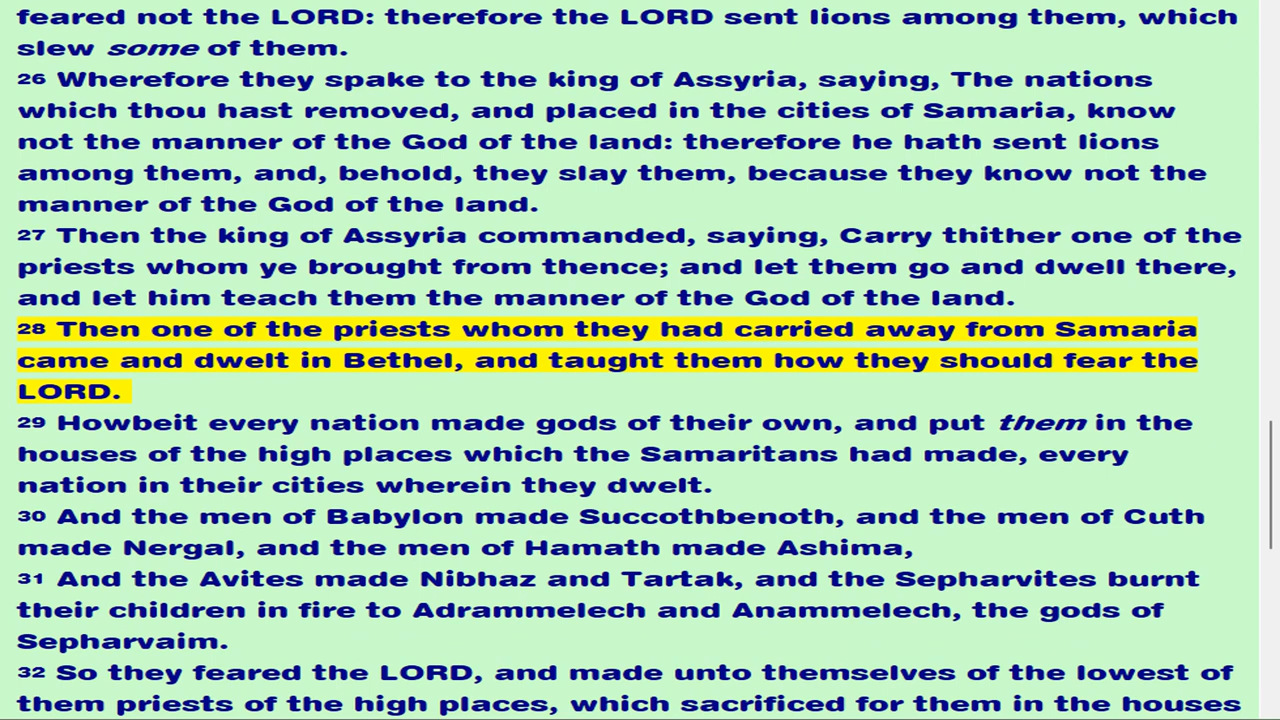 feared not the LORD: therefore the LORD sent lions among them, which
slew some of them.
26 Wherefore they spake to the king of Assyria, saying, The nations
which thou hast removed, and placed in the cities of Samaria, know
not the manner of the God of the land: therefore he hath sent lions
among them, and, behold, they slay them, because they know not the
manner of the God of the land.
27 Then the king of Assyria commanded, saying, Carry thither one of the
priests whom ye brought from thence; and let them go and dwell there,
and let him teach them the manner of the God of the land.
28 Then one of the priests whom they had carried away from Samaria
came and dwelt in Bethel, and taught them how they should fear the
LORD.
29 Howbeit every nation made gods of their own, and put them in the
houses of the high places which the Samaritans had made, every
nation in their cities wherein they dwelt.
30 And the men of Babylon made Succothbenoth, and the men of Cuth
made Nergal, and the men of Hamath made Ashima,
31 And the Avites made Nibhaz and Tartak, and the Sepharvites burnt
their children in fire to Adrammelech and Anammelech, the gods of
Sepharvaim.
32 So they feared the LORD, and made unto themselves of the lowest of
them priests of the high places, which sacrificed for them in the houses